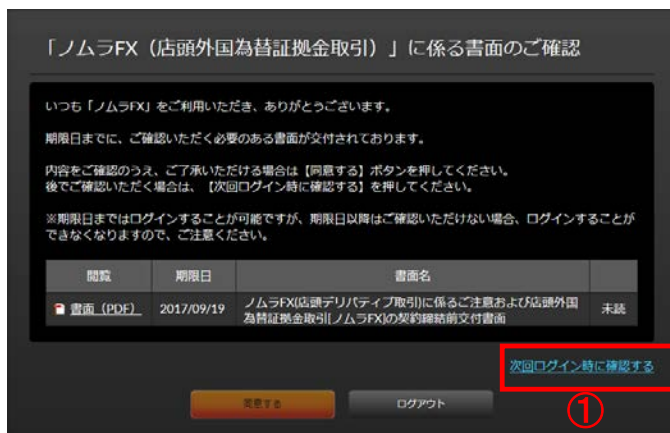 「ノムラFX（店頭外国為替証拠金取引）」に係る書面のご確認
いつも「ノムラFX」をご利用いただき、ありがとうございます。
期限日までに、ご確認いただく必要のある書面が交付されております。
内容をご確認のうえ、ご了承いただける場合は【同意する】ボタンを押してください。
後でご確認いただく場合は、【次回ログイン時に確認する】を押してください。
※期限日まではログインすることが可能ですが、期限日以降はご確認いただけない場合、ログインすることが
できなくなりますので、ご注意ください。
閲覧 期限日 書面名
書面（PDF） 2017/09/19 ノムラFX(店頭デリバティブ取引)に係るご注意および店頭外国
為替証拠金取引[ノムラFX]の契約締結前交付書面 未読
次回ログイン時に確認する
同意する ログアウト
①